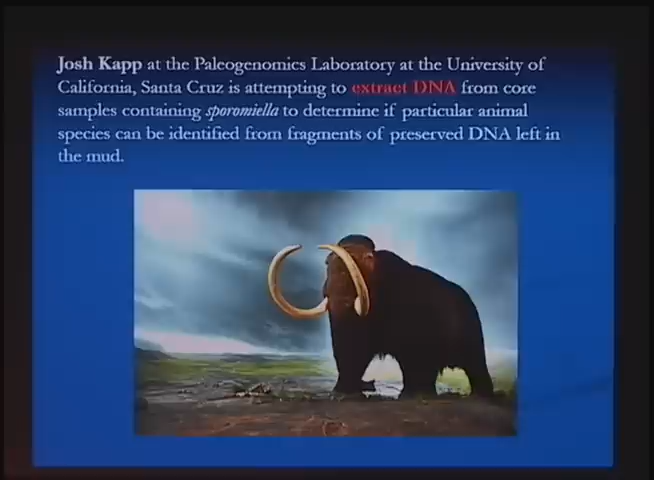 Josh Kapp at the Paleogenomics Laboratory at the University of
California, Santa Cruz is attempting to extract DNA from core
samples containing sporomiella to determine if particular animal
species can be identified from fragments of preserved DNA left in
the mud.